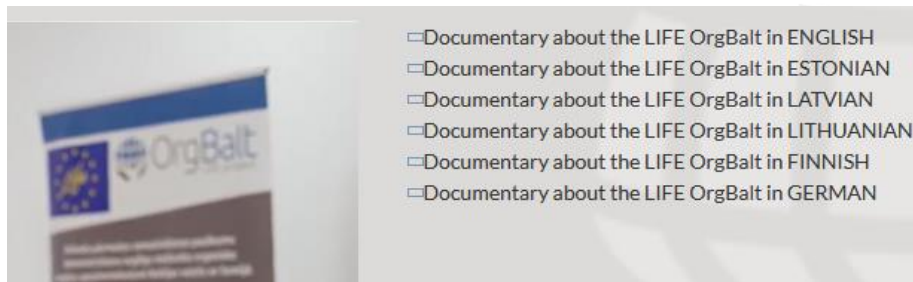 OrgBalt
Documentary about the LIFE OrgBalt in ENGLISH
Documentary about the LIFE OrgBalt in ESTONIAN
Documentary about the LIFE OrgBalt in LATVIAN
Documentary about the LIFE OrgBalt in LITHUANIAN
Documentary about the LIFE OrgBalt in FINNISH
Documentary about the LIFE OrgBalt in GERMAN